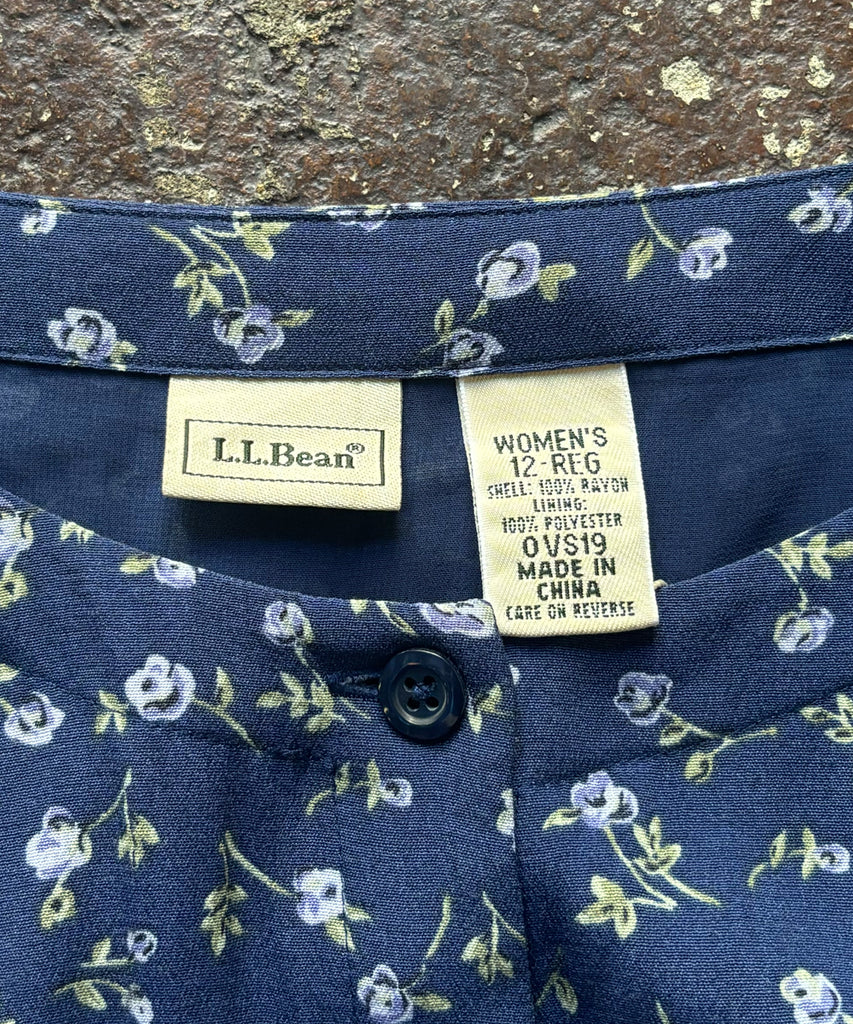 L.L.Bean®
WOMEN'S
12-REG
SHELL: 100% RAYON
LINING:
100% POLYESTER
0VS19
MADE IN
CHINA
CARE ON REVERSE